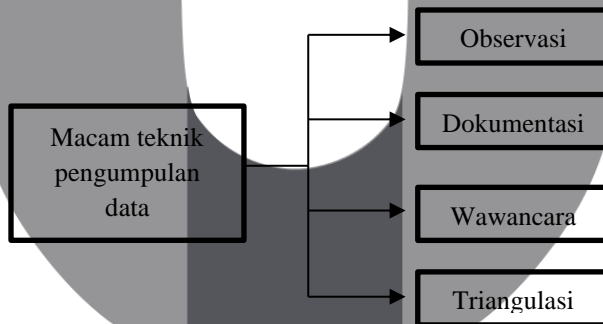 Macam teknik
pengumpulan
data
Observasi
Dokumentasi
Wawancara
Triangulasi